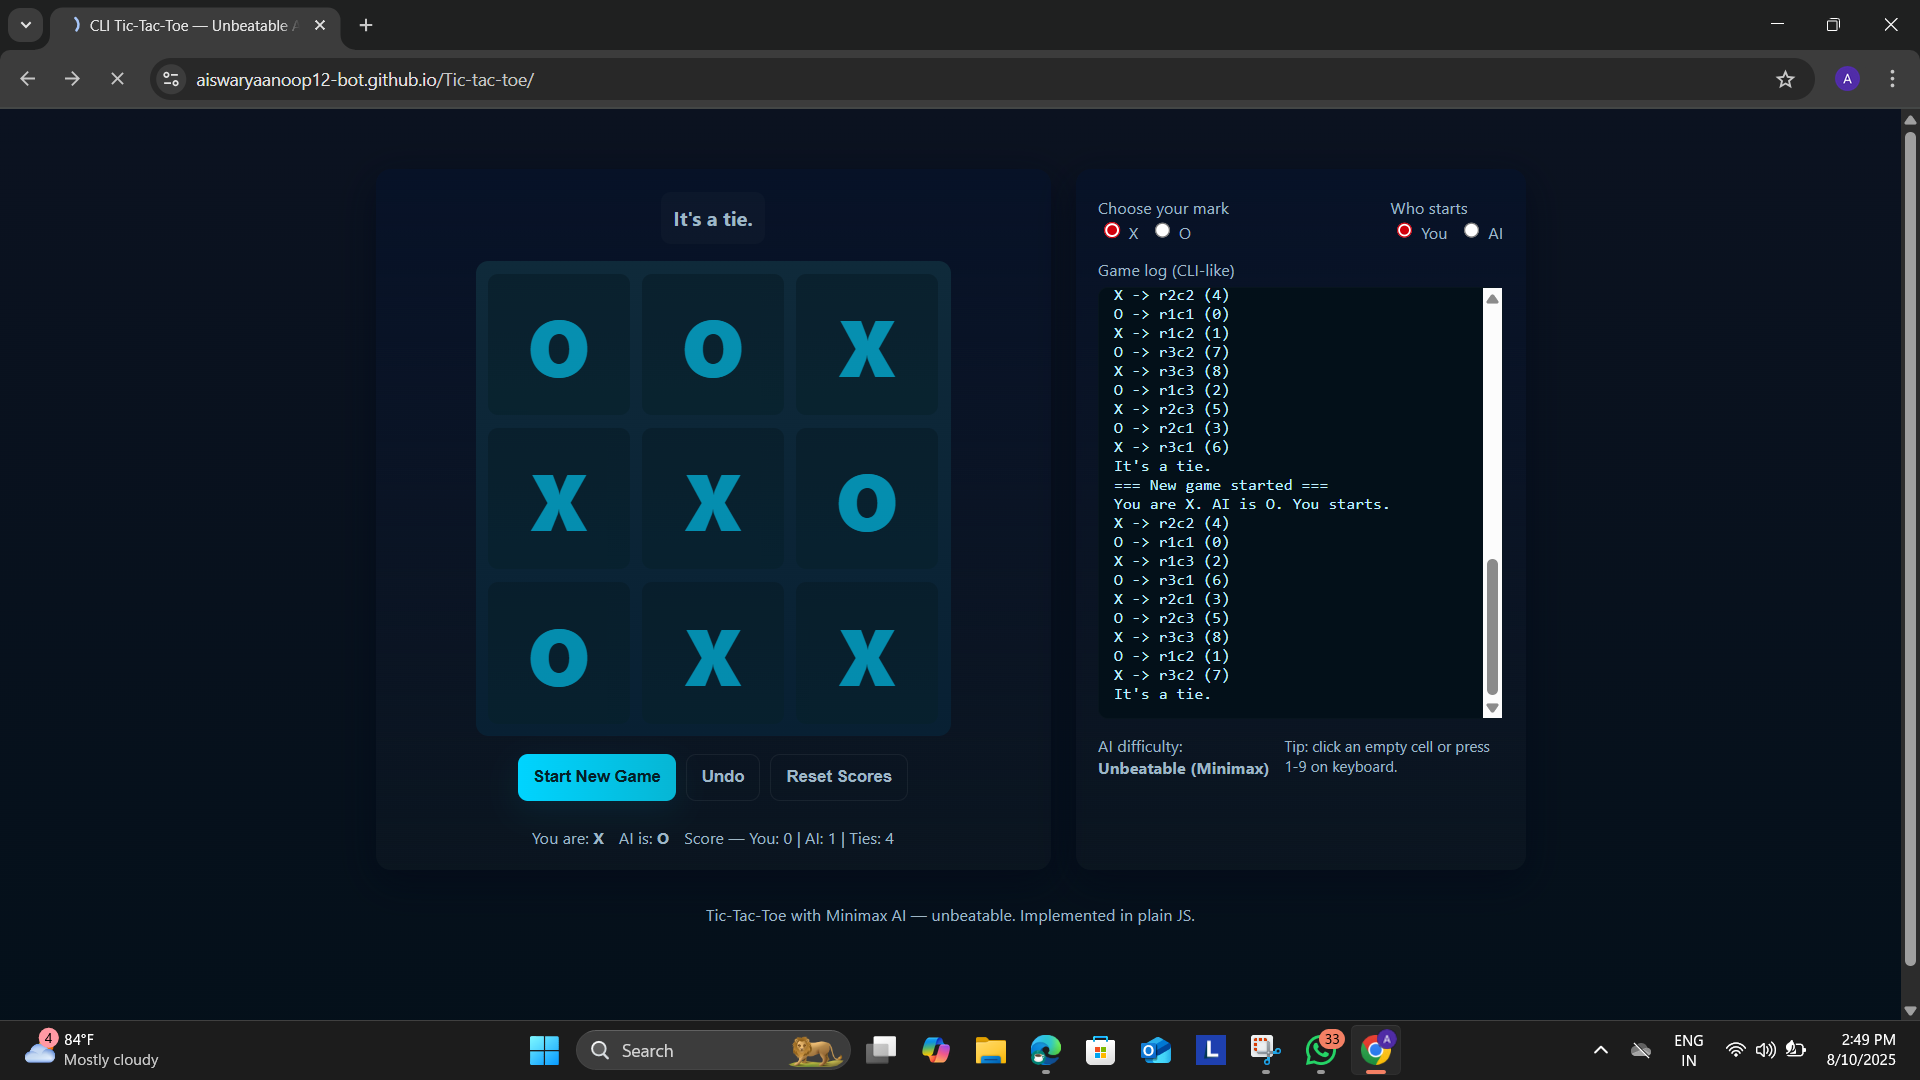 CLI Tic-Tac-Toe — Unbeatable
aiswaryaanoop12-bot.github.io/Tic-tac-toe/
A
It's a tie.
O O X
X X O
O X X
Start New Game Undo Reset Scores
You are: X AI is: O Score — You: 0 | AI: 1 | Ties: 4
Choose your mark Who starts
X O You AI
Game log (CLI-like)
X -> r2c2 (4)
O -> r1c1 (0)
X -> r1c2 (1)
O -> r3c2 (7)
X -> r3c3 (8)
O -> r1c3 (2)
X -> r2c3 (5)
O -> r2c1 (3)
X -> r3c1 (6)
It's a tie.
=== New game started ===
You are X. AI is O. You starts.
X -> r2c2 (4)
O -> r1c1 (0)
X -> r1c3 (2)
O -> r3c1 (6)
X -> r2c1 (3)
O -> r2c3 (5)
X -> r3c3 (8)
O -> r1c2 (1)
X -> r3c2 (7)
It's a tie.
AI difficulty:
Unbeatable (Minimax)
Tip: click an empty cell or press
1-9 on keyboard.
Tic-Tac-Toe with Minimax AI — unbeatable. Implemented in plain JS.
4
84°F
Mostly cloudy
Search
L
33
A
ENG
IN
2:49 PM
8/10/2025